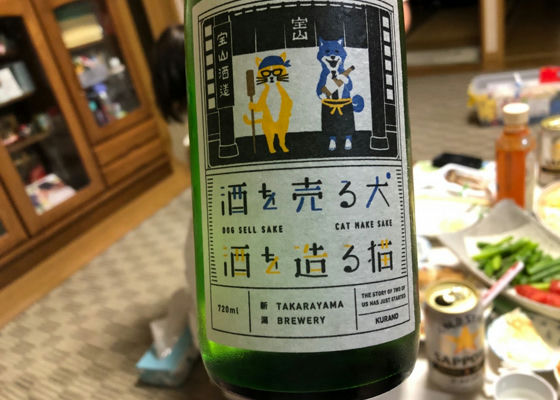 宝山
宝山酒造
酒を売る犬
DOG SELL SAKE
CAT MAKE SAKE
酒を造る猫
720ml
新潟
TAKARAYAMA
BREWERY
THE STORY OF TWO OF
US HAS JUST STARTED
KURAND
SAPPORO